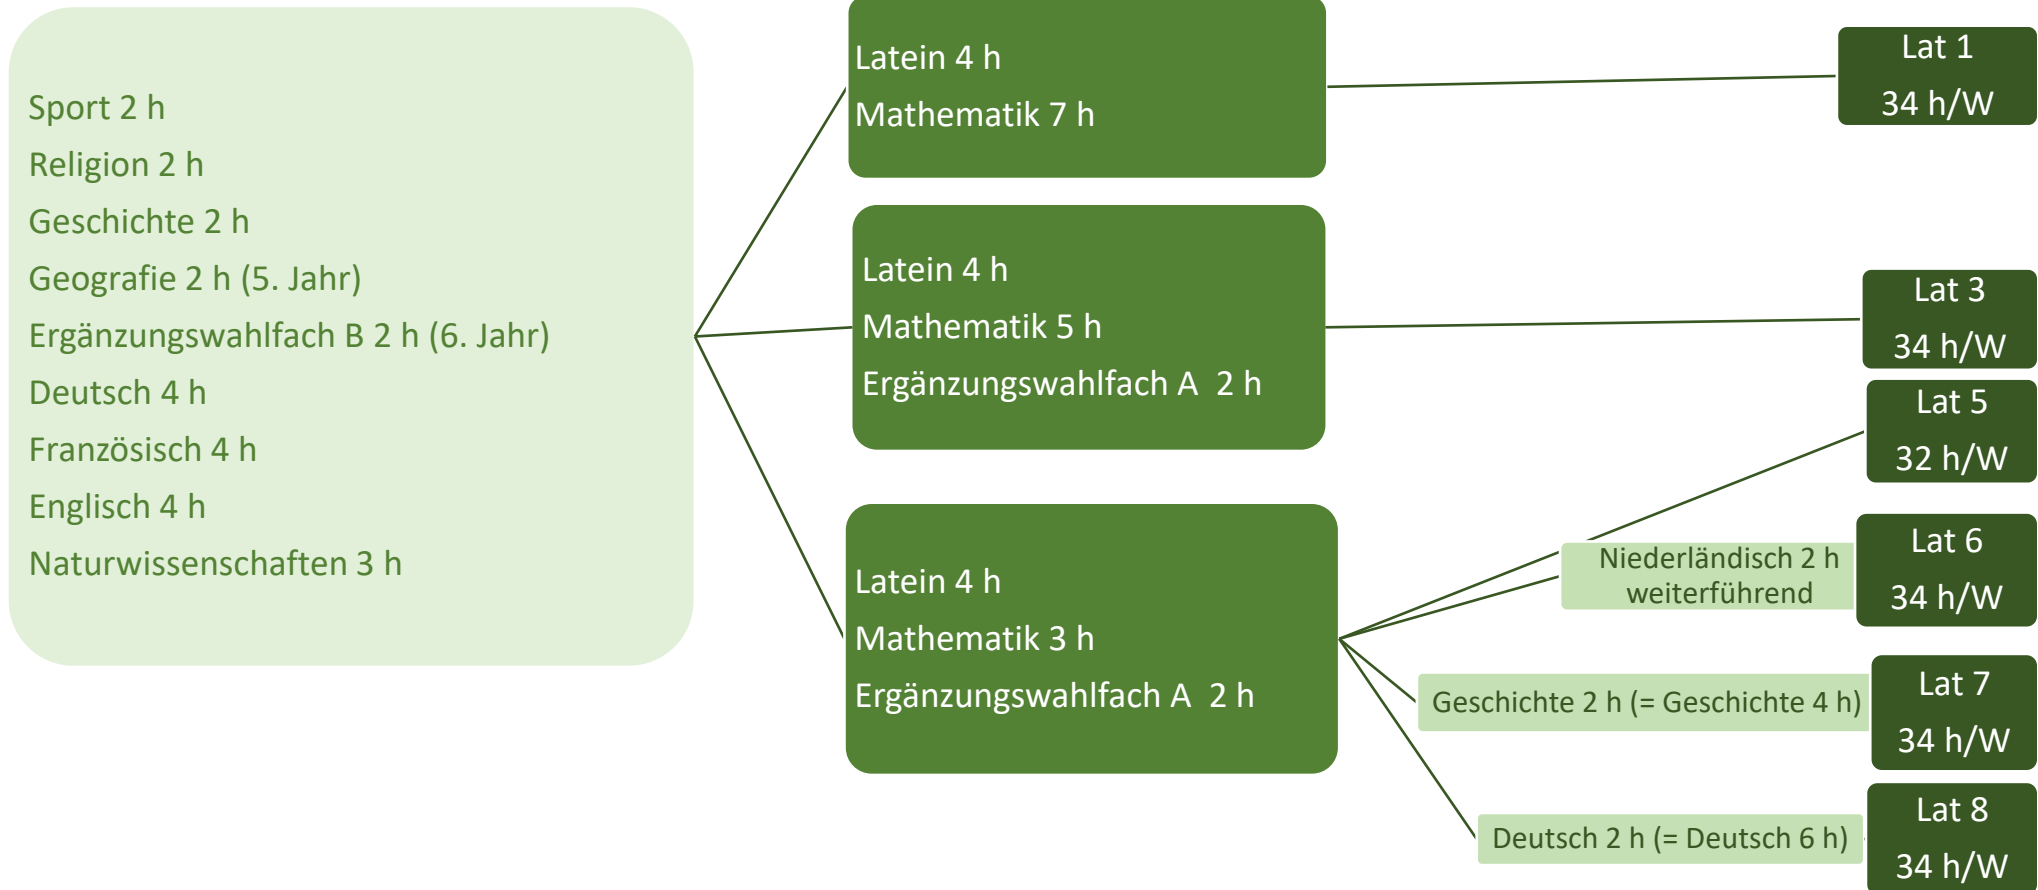 Sport 2 h
Religion 2 h
Geschichte 2 h
Geografie 2 h (5. Jahr)
Ergänzungswahlfach B 2 h (6. Jahr)
Deutsch 4 h
Französisch 4 h
Englisch 4 h
Naturwissenschaften 3 h
Latein 4 h
Mathematik 7 h
Lat 1
34 h/W
Latein 4 h
Mathematik 5 h
Ergänzungswahlfach A  2 h
Lat 3
34 h/W
Latein 4 h
Mathematik 3 h
Ergänzungswahlfach A  2 h
Lat 5
32 h/W
Niederländisch 2 h
weiterführend
Lat 6
34 h/W
Geschichte 2 h (= Geschichte 4 h)
Lat 7
34 h/W
Deutsch 2 h (= Deutsch 6 h)
Lat 8
34 h/W